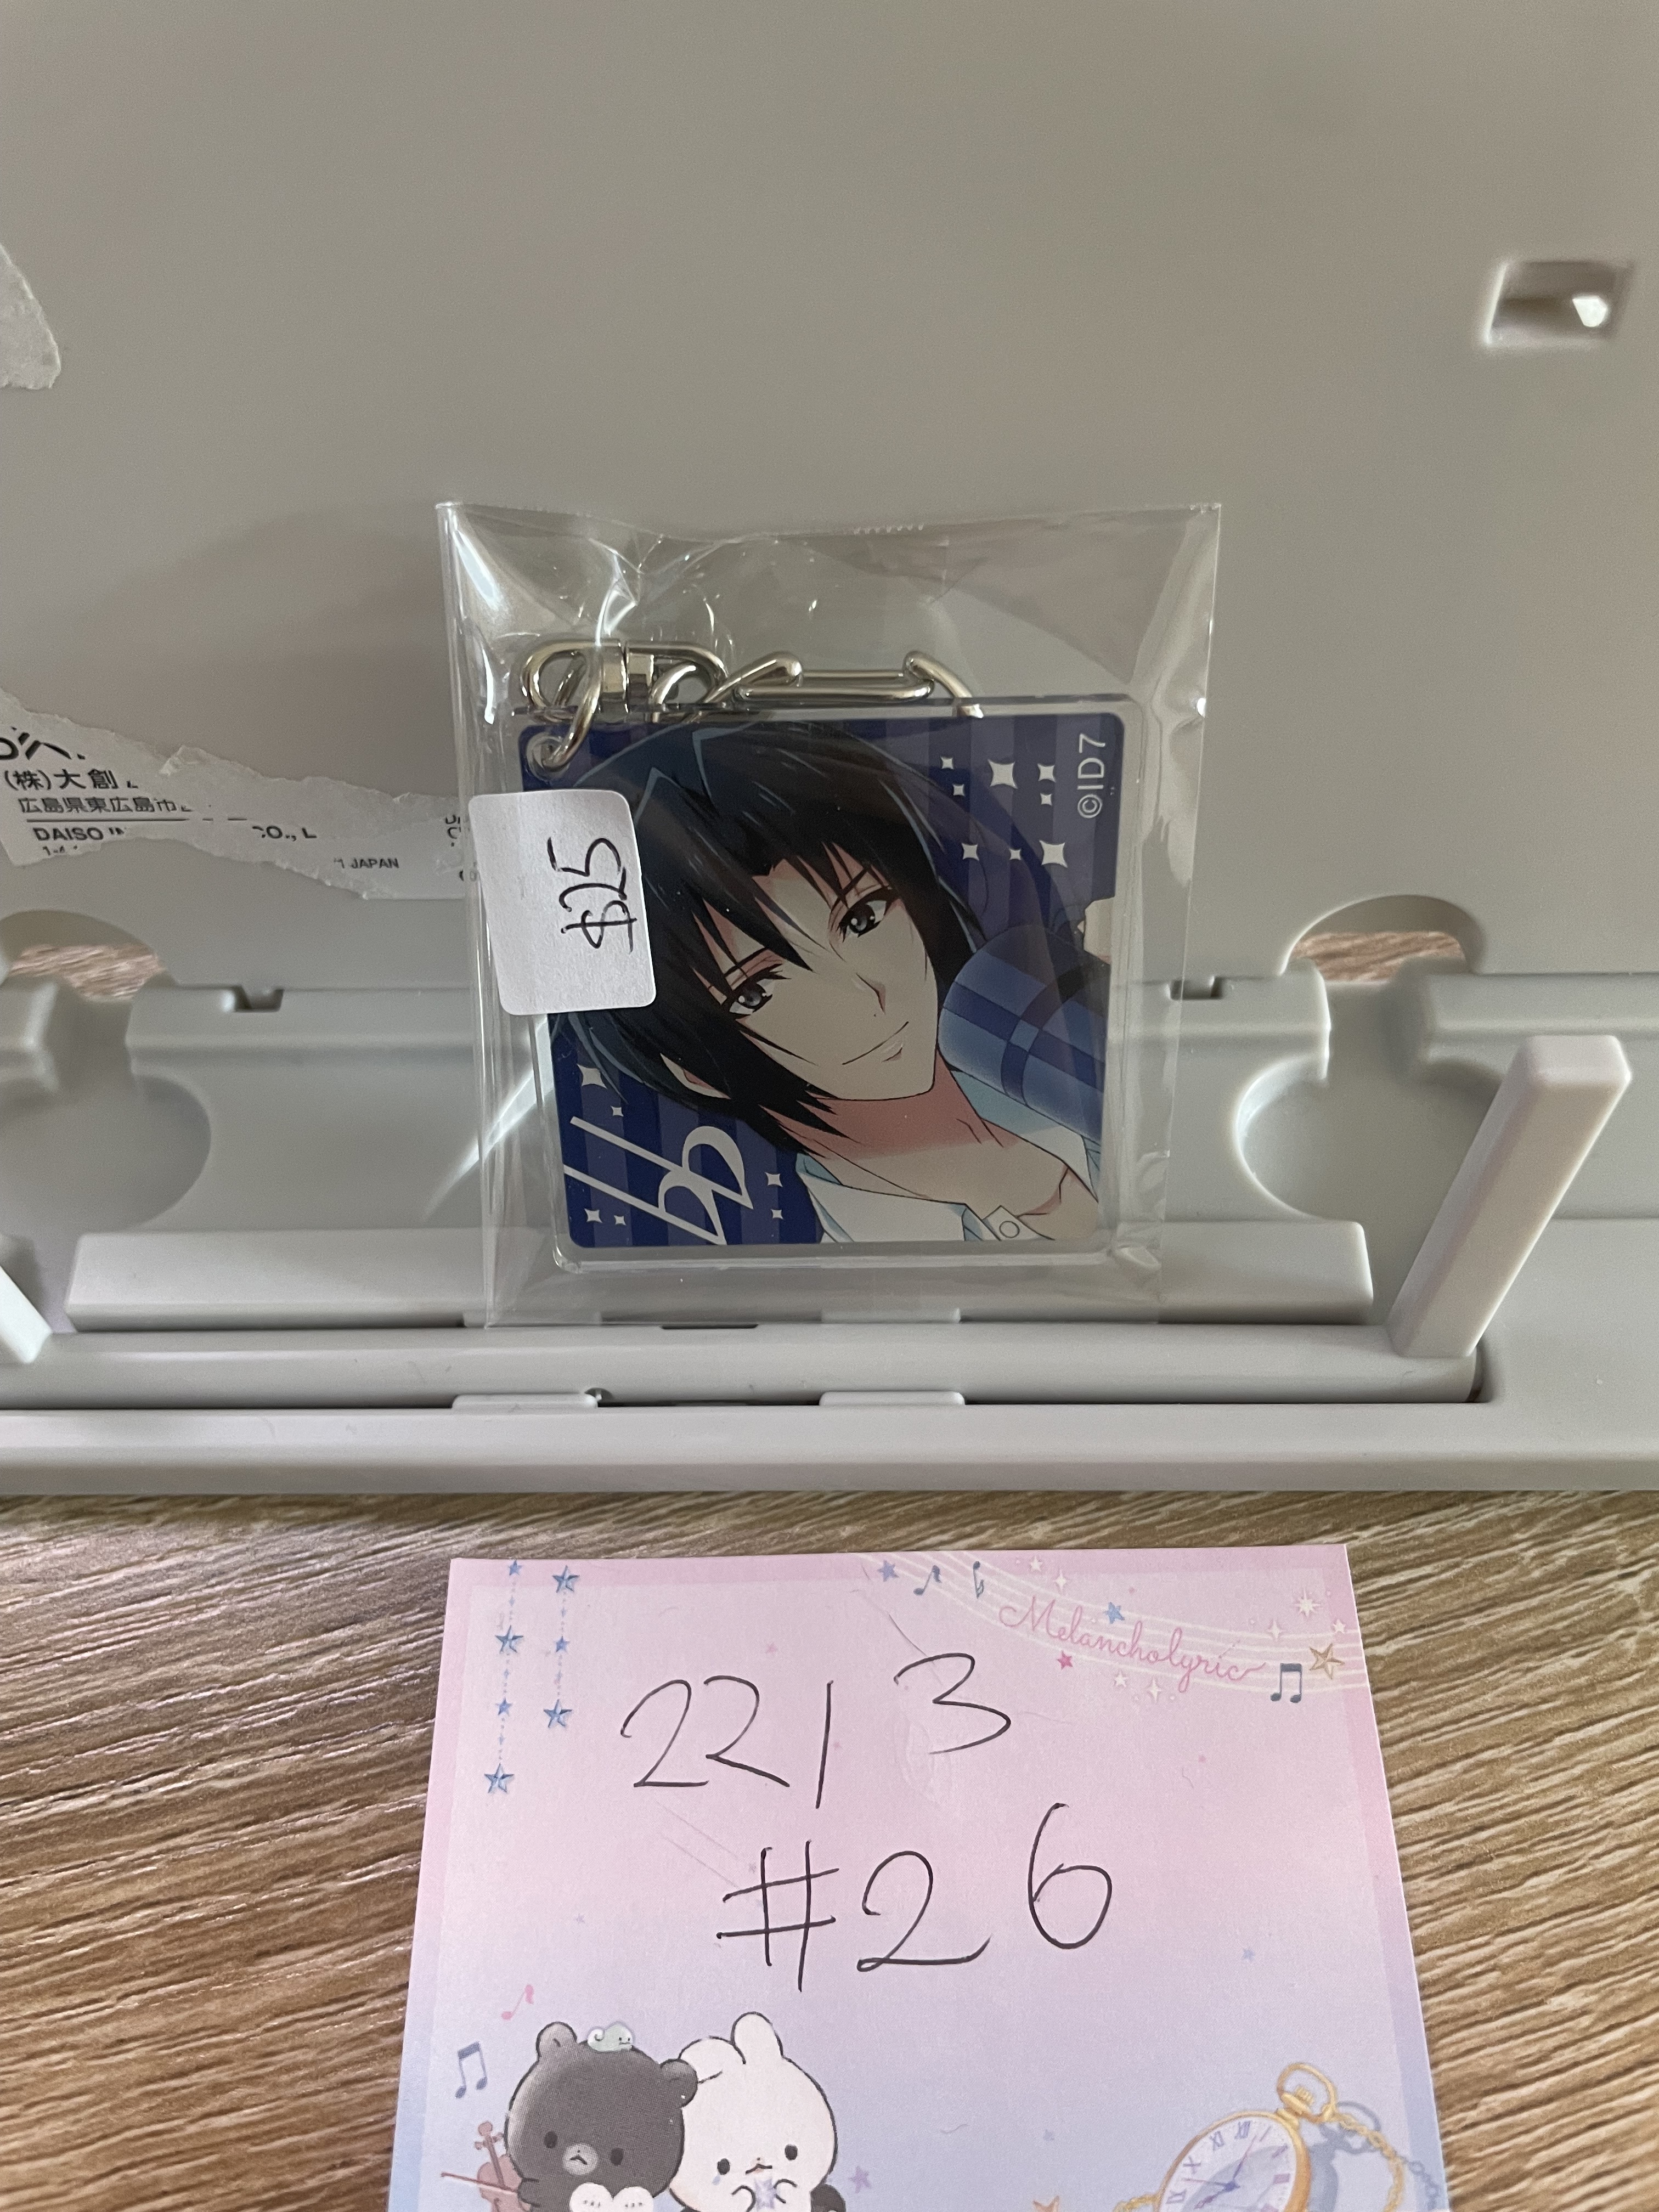 (株)大創
広島県東広島市
DAISO IN CO., L
JAPAN
$25
©ID7
Melancholyric
2213
#26